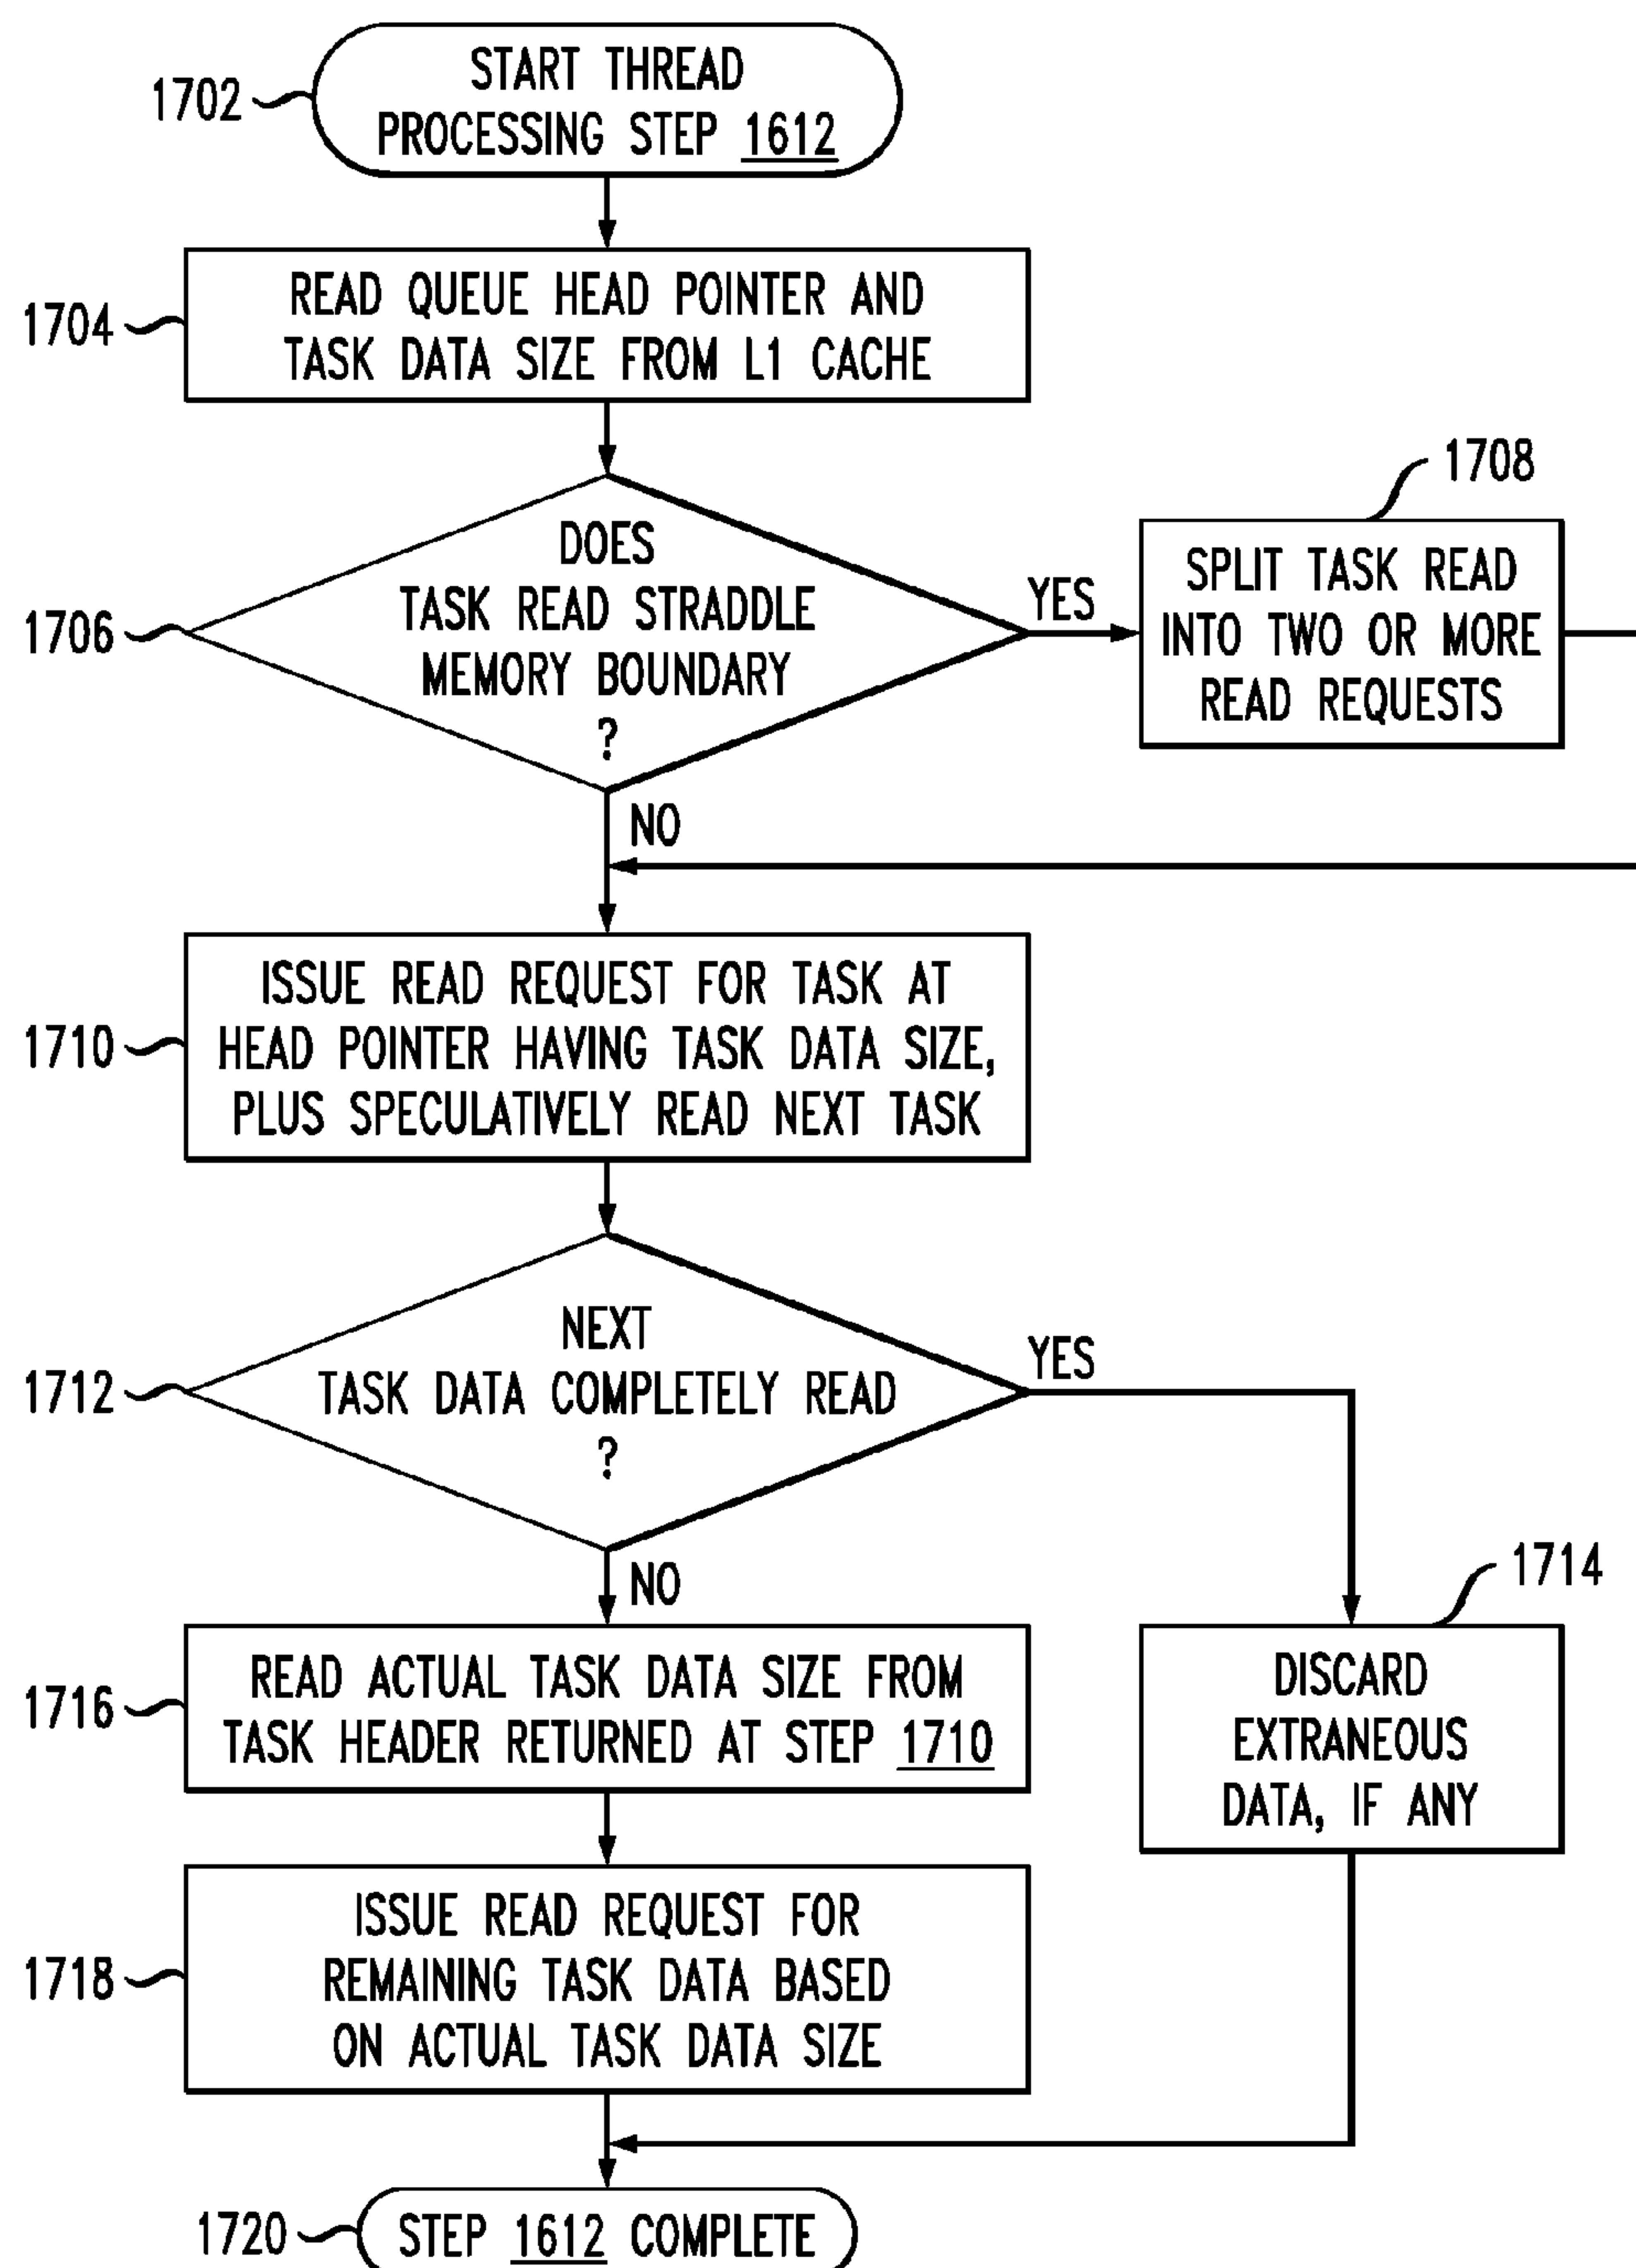 START THREAD
1702
PROCESSING STEP 1612
READ QUEUE HEAD POINTER AND
1704
TASK DATA SIZE FROM L1 CACHE
1708
DOES
TASK READ STRADDLE
1706
MEMORY BOUNDARY
?
YES
SPLIT TASK READ
INTO TWO OR MORE
READ REQUESTS
NO
ISSUE READ REQUEST FOR TASK AT
1710
HEAD POINTER HAVING TASK DATA SIZE,
PLUS SPECULATIVELY READ NEXT TASK
NEXT
1712
TASK DATA COMPLETELY READ
?
YES
NO
1714
READ ACTUAL TASK DATA SIZE FROM
1716
TASK HEADER RETURNED AT STEP 1710
DISCARD
EXTRANEOUS
DATA, IF ANY
ISSUE READ REQUEST FOR
1718
REMAINING TASK DATA BASED
ON ACTUAL TASK DATA SIZE
1720
STEP 1612 COMPLETE